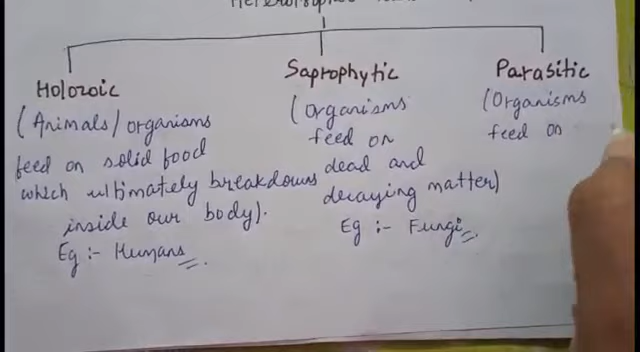 Holozoic
(Animals/organisms
feed on solid food
which ultimately breakdowns
inside our body).
Eg :- Humans
Saprophytic
(Organisms
feed on
dead and
decaying matter)
Eg :- Fungi
Parasitic
(Organisms
feed on